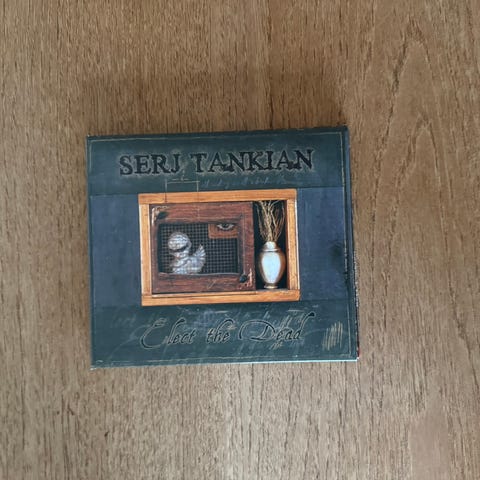 SERJ TANKIAN
Elect the Dead